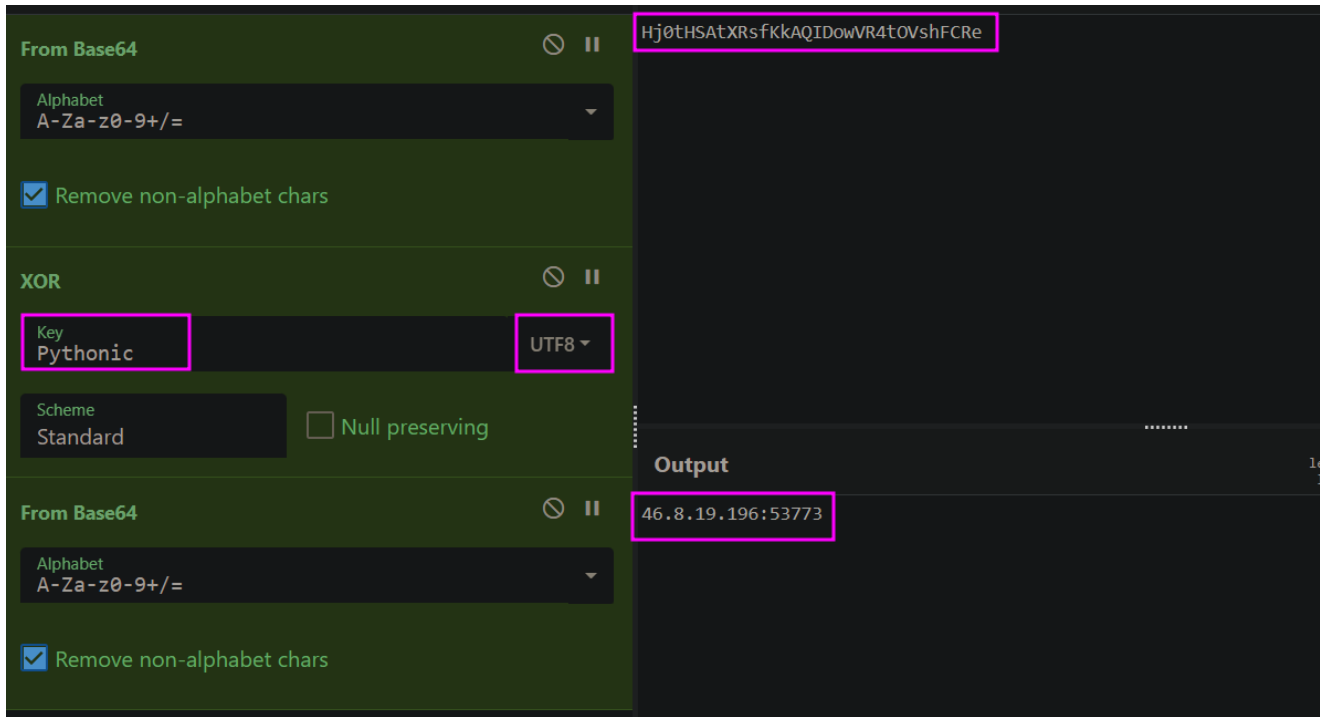 From Base64
Alphabet
A-Za-z0-9+/=
Remove non-alphabet chars
XOR
Key
Pythonic
UTF8
Scheme
Standard
Null preserving
From Base64
Alphabet
A-Za-z0-9+/=
Remove non-alphabet chars
Hj0tHSAtXRsfKkAQIDowVR4tOVshFCRe
Output
46.8.19.196:53773